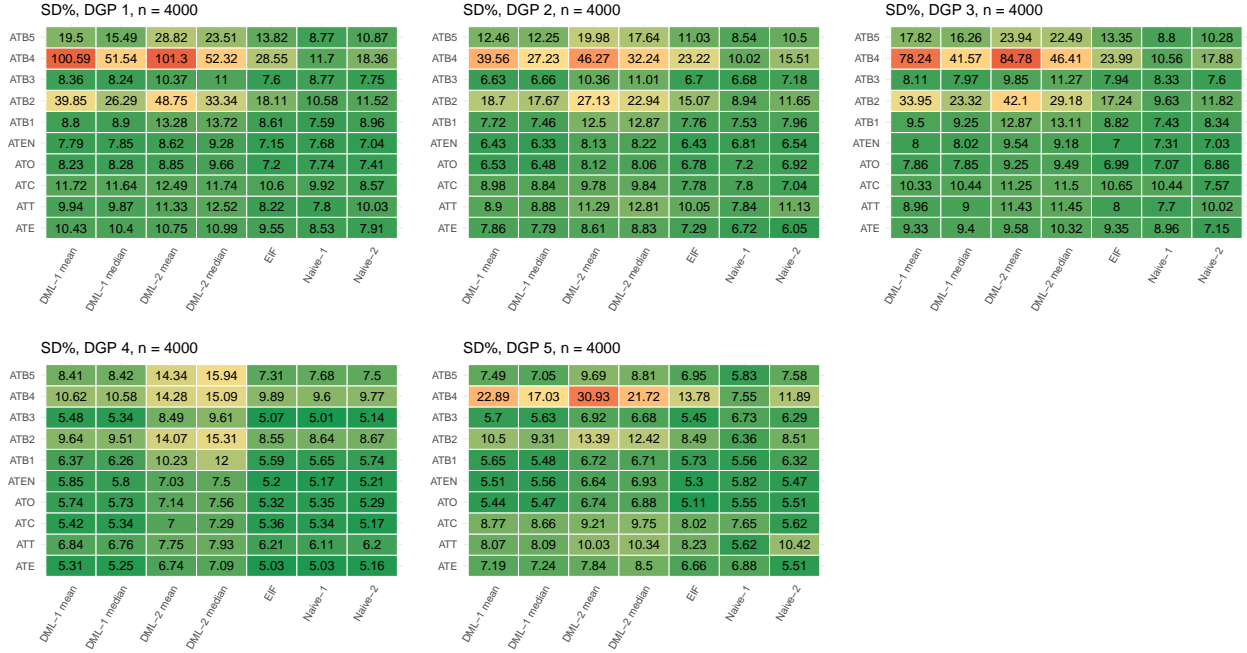 SD%, DGP 1, n = 4000
ATB5 19.5 15.49 28.82 23.51 13.82 8.77 10.87
ATB4 100.59 51.54 101.3 52.32 28.55 11.7 18.36
ATB3 8.36 8.24 10.37 11 7.6 8.77 7.75
ATB2 39.85 26.29 48.75 33.34 18.11 10.58 11.52
ATB1 8.8 8.9 13.28 13.72 8.61 7.59 8.96
ATEN 7.79 7.85 8.62 9.28 7.15 7.68 7.04
ATO 8.23 8.28 8.85 9.66 7.2 7.74 7.41
ATC 11.72 11.64 12.49 11.74 10.6 9.92 8.57
ATT 9.94 9.87 11.33 12.52 8.22 7.8 10.03
ATE 10.43 10.4 10.75 10.99 9.55 8.53 7.91
DML−1 mean DML−1 median DML−2 mean DML−2 median EIF Naive−1 Naive−2
SD%, DGP 2, n = 4000
ATB5 12.46 12.25 19.98 17.64 11.03 8.54 10.5
ATB4 39.56 27.23 46.27 32.24 23.22 10.02 15.51
ATB3 6.63 6.66 10.36 11.01 6.7 6.68 7.18
ATB2 18.7 17.67 27.13 22.94 15.07 8.94 11.65
ATB1 7.72 7.46 12.5 12.87 7.76 7.53 7.96
ATEN 6.43 6.33 8.13 8.22 6.43 6.81 6.54
ATO 6.53 6.48 8.12 8.06 6.78 7.2 6.92
ATC 8.98 8.84 9.78 9.84 7.78 7.8 7.04
ATT 8.9 8.88 11.29 12.81 10.05 7.84 11.13
ATE 7.86 7.79 8.61 8.83 7.29 6.72 6.05
DML−1 mean DML−1 median DML−2 mean DML−2 median EIF Naive−1 Naive−2
SD%, DGP 3, n = 4000
ATB5 17.82 16.26 23.94 22.49 13.35 8.8 10.28
ATB4 78.24 41.57 84.78 46.41 23.99 10.56 17.88
ATB3 8.11 7.97 9.85 11.27 7.94 8.33 7.6
ATB2 33.95 23.32 42.1 29.18 17.24 9.63 11.82
ATB1 9.5 9.25 12.87 13.11 8.82 7.43 8.34
ATEN 8 8.02 9.54 9.18 7 7.31 7.03
ATO 7.86 7.85 9.25 9.49 6.99 7.07 6.86
ATC 10.33 10.44 11.25 11.5 10.65 10.44 7.57
ATT 8.96 9 11.43 11.45 8 7.7 10.02
ATE 9.33 9.4 9.58 10.32 9.35 8.96 7.15
DML−1 mean DML−1 median DML−2 mean DML−2 median EIF Naive−1 Naive−2
SD%, DGP 4, n = 4000
ATB5 8.41 8.42 14.34 15.94 7.31 7.68 7.5
ATB4 10.62 10.58 14.28 15.09 9.89 9.6 9.77
ATB3 5.48 5.34 8.49 9.61 5.07 5.01 5.14
ATB2 9.64 9.51 14.07 15.31 8.55 8.64 8.67
ATB1 6.37 6.26 10.23 12 5.59 5.65 5.74
ATEN 5.85 5.8 7.03 7.5 5.2 5.17 5.21
ATO 5.74 5.73 7.14 7.56 5.32 5.35 5.29
ATC 5.42 5.34 7 7.29 5.36 5.34 5.17
ATT 6.84 6.76 7.75 7.93 6.21 6.11 6.2
ATE 5.31 5.25 6.74 7.09 5.03 5.03 5.16
DML−1 mean DML−1 median DML−2 mean DML−2 median EIF Naive−1 Naive−2
SD%, DGP 5, n = 4000
ATB5 7.49 7.05 9.69 8.81 6.95 5.83 7.58
ATB4 22.89 17.03 30.93 21.72 13.78 7.55 11.89
ATB3 5.7 5.63 6.92 6.68 5.45 6.73 6.29
ATB2 10.5 9.31 13.39 12.42 8.49 6.36 8.51
ATB1 5.65 5.48 6.72 6.71 5.73 5.56 6.32
ATEN 5.51 5.56 6.64 6.93 5.3 5.82 5.47
ATO 5.44 5.47 6.74 6.88 5.11 5.55 5.51
ATC 8.77 8.66 9.21 9.75 8.02 7.65 5.62
ATT 8.07 8.09 10.03 10.34 8.23 5.62 10.42
ATE 7.19 7.24 7.84 8.5 6.66 6.88 5.51
DML−1 mean DML−1 median DML−2 mean DML−2 median EIF Naive−1 Naive−2